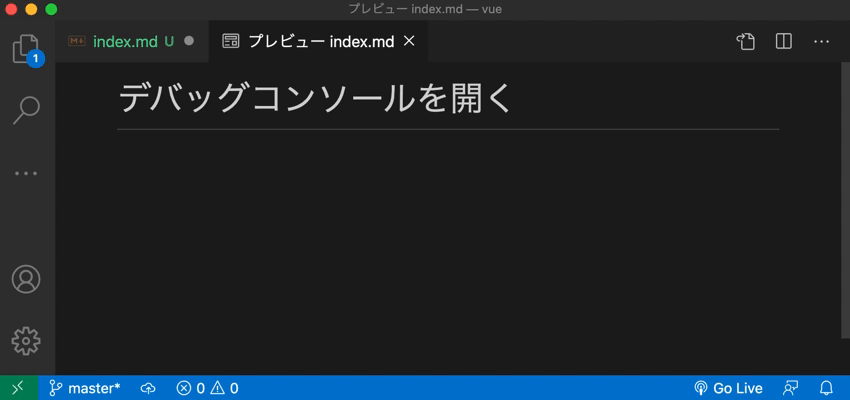 プレビュー index.md — vue
index.md U
プレビュー index.md
1
デバッグコンソールを開く
master*
0 0
Go Live